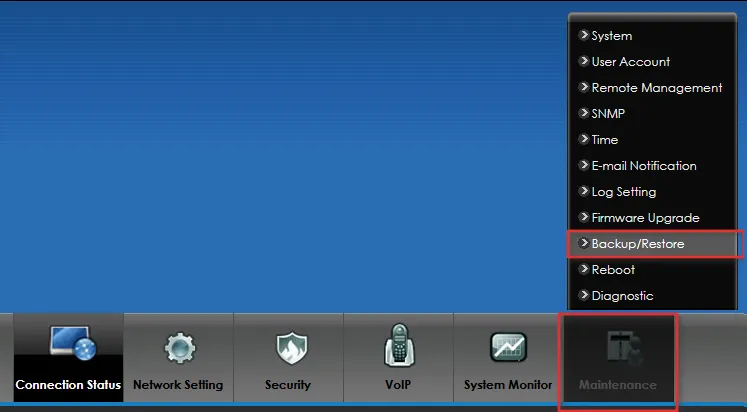 System
User Account
Remote Management
SNMP
Time
E-mail Notification
Log Setting
Firmware Upgrade
Backup/Restore
Reboot
Diagnostic
Connection Status
Network Setting
Security
VoIP
System Monitor
Maintenance